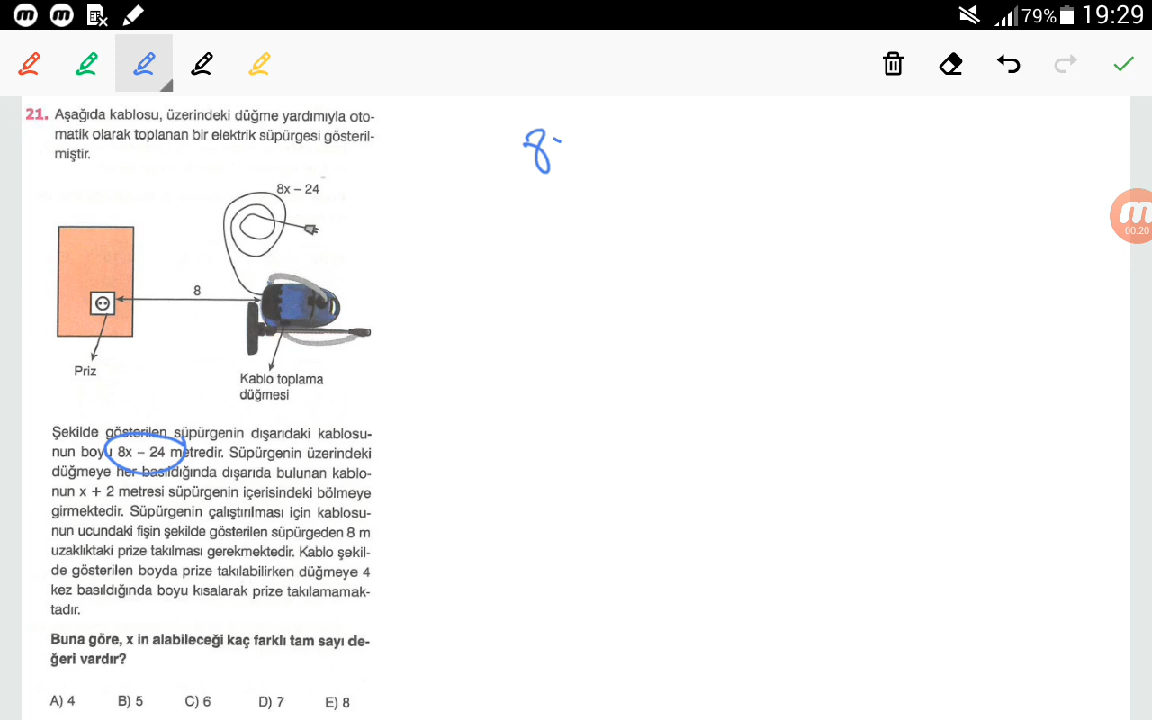 79%
19:29
21. Aşağıda kablosu, üzerindeki düğme yardımıyla oto-
matik olarak toplanan bir elektrik süpürgesi gösteril-
miştir.
8x – 24
8
Priz
Kablo toplama
düğmesi
Şekilde gösterilen süpürgenin dışarıdaki kablosu-
nun boyu 8x – 24 metredir. Süpürgenin üzerindeki
düğmeye her basıldığında dışarıda bulunan kablo-
nun x + 2 metresi süpürgenin içerisindeki bölmeye
girmektedir. Süpürgenin çalıştırılması için kablosu-
nun ucundaki fişin şekilde gösterilen süpürgeden 8 m
uzaklıktaki prize takılması gerekmektedir. Kablo şekil-
de gösterilen boyda prize takılabilirken düğmeye 4
kez basıldığında boyu kısalarak prize takılamamak-
tadır.
Buna göre, x in alabileceği kaç farklı tam sayı de-
ğeri vardır?
A) 4 B) 5 C) 6 D) 7 E) 8
8
00:20